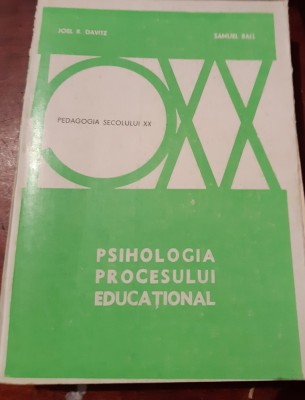 JOEL R. DAVITZ SAMUEL BALL
PEDAGOGIA SECOLULUI XX
PSIHOLOGIA
PROCESULUI
EDUCAȚIONAL